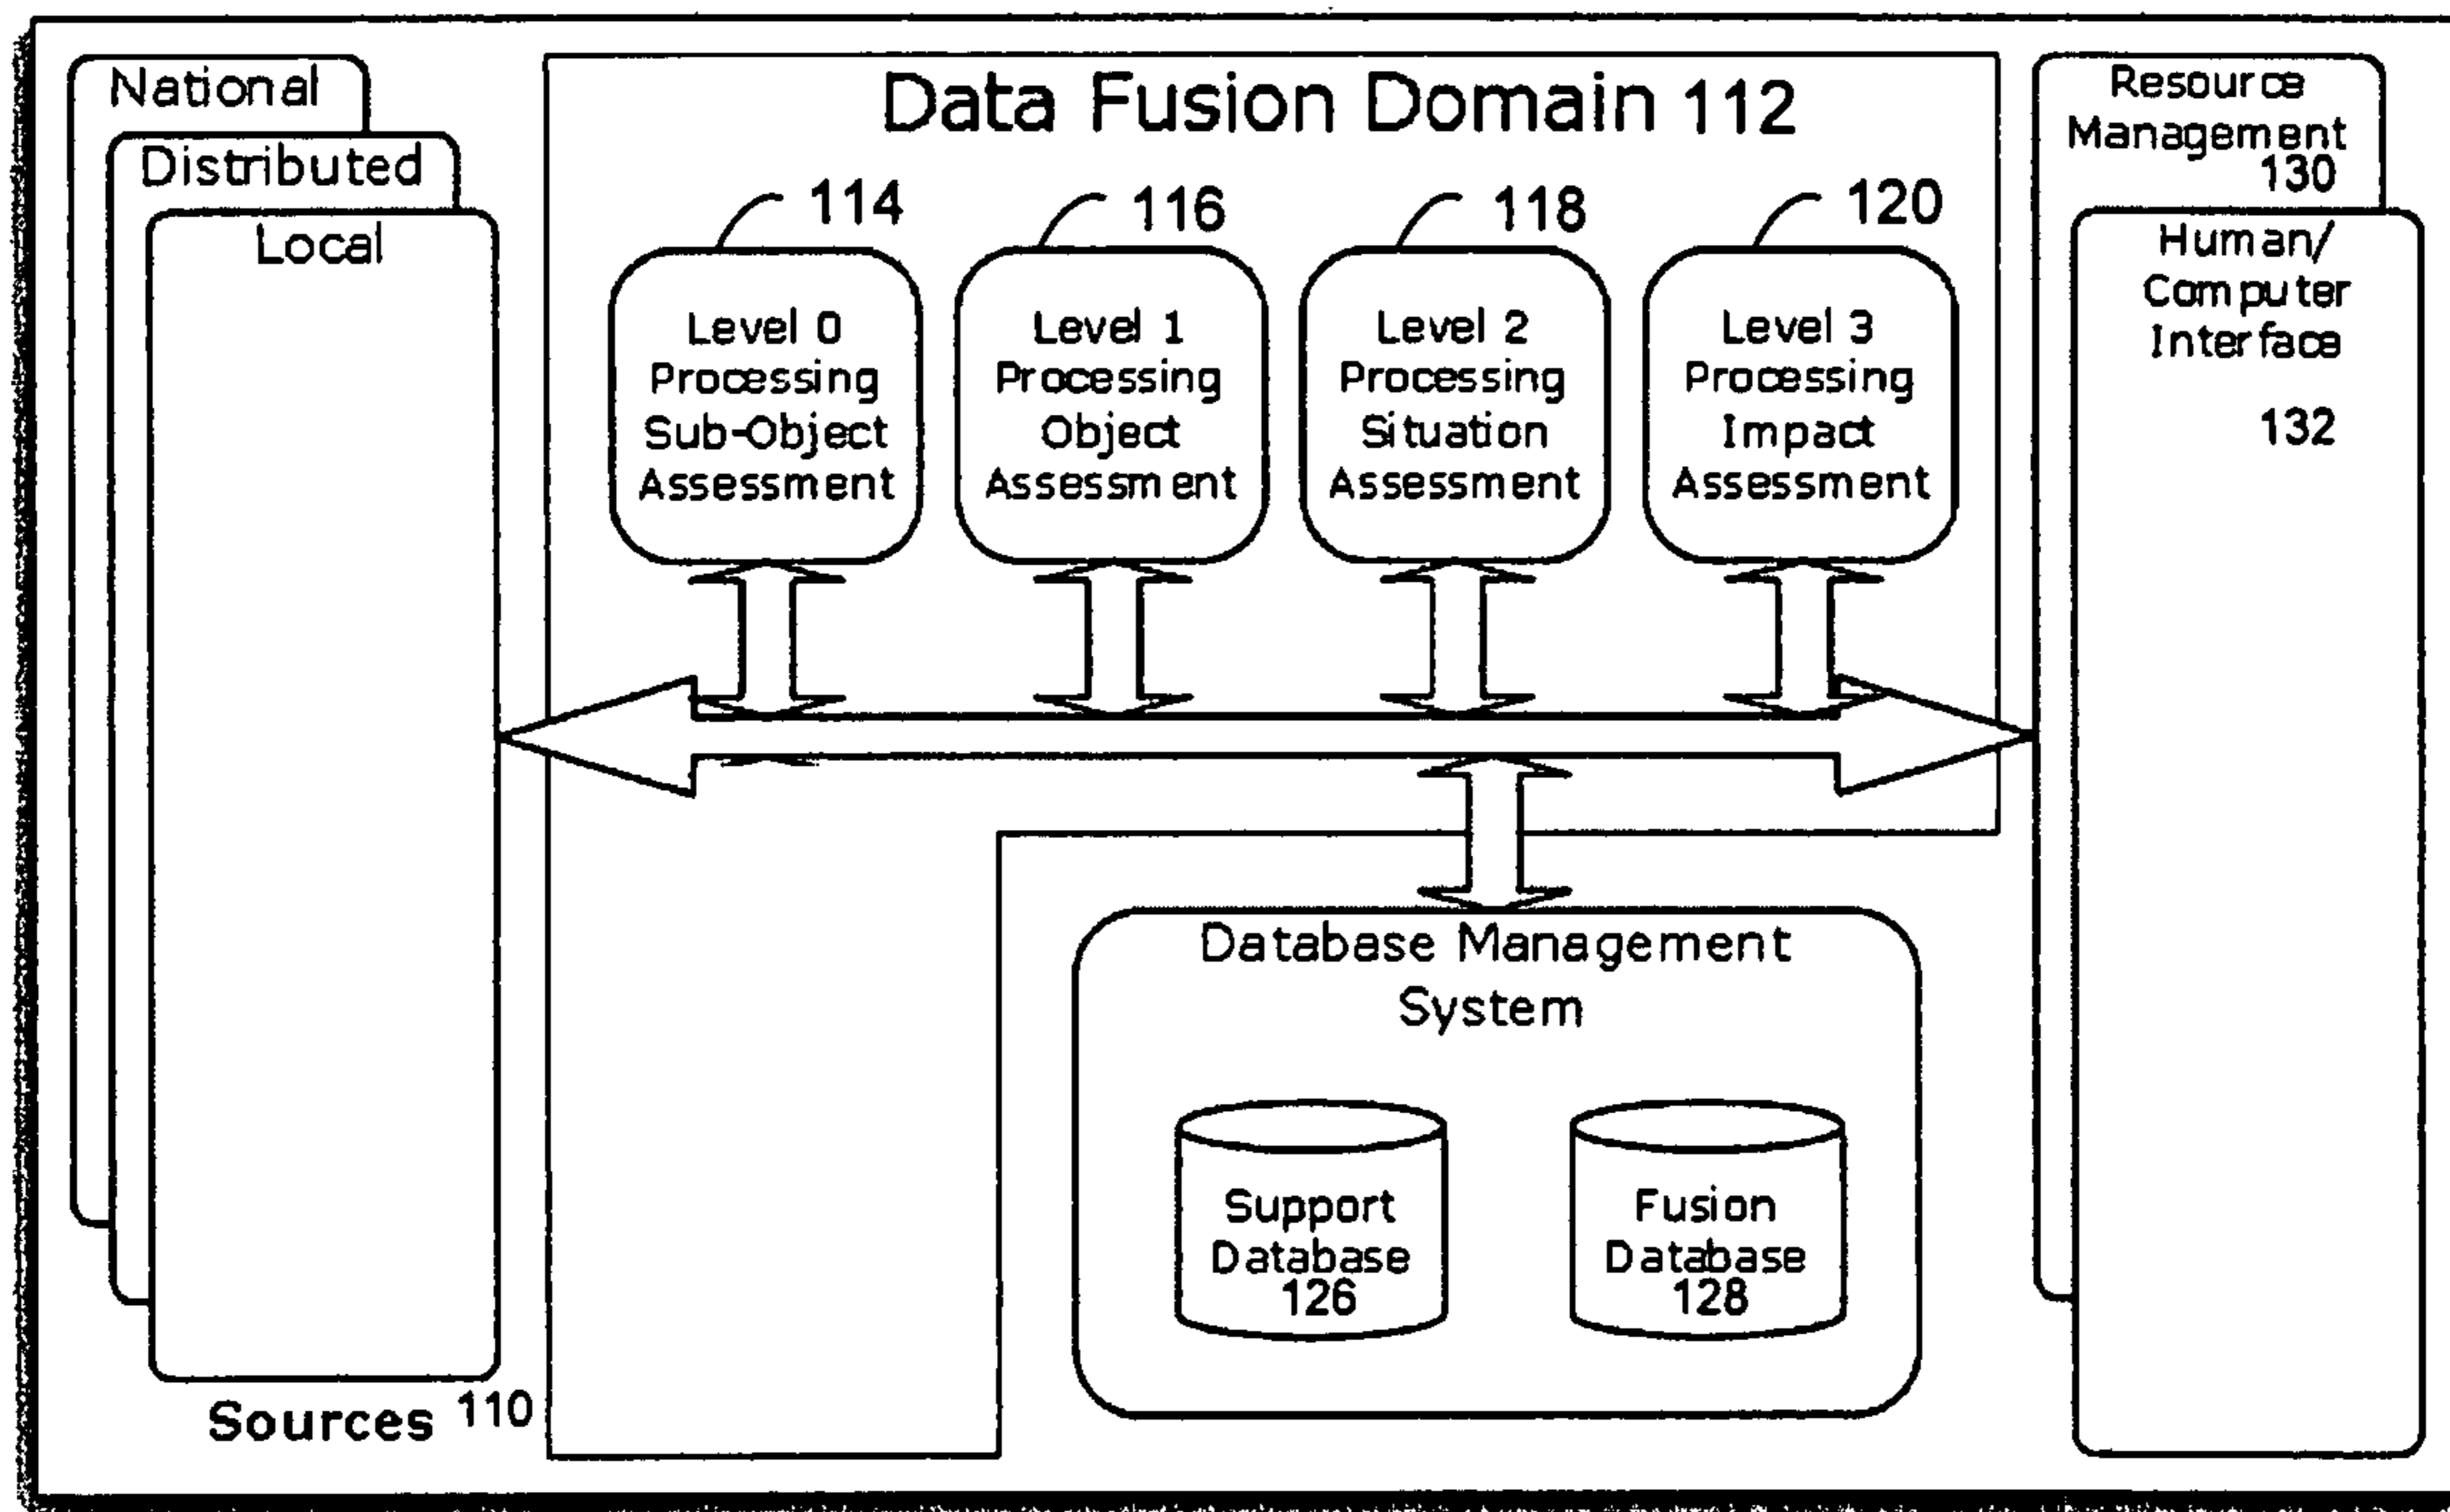 National
Distributed
Local
Sources 110
Data Fusion Domain 112
114
Level 0
Processing
Sub-Object
Assessment
116
Level 1
Processing
Object
Assessment
118
Level 2
Processing
Situation
Assessment
120
Level 3
Processing
Impact
Assessment
Database Management
System
Support
Database
126
Fusion
Database
128
Resource
Management
130
Human/
Computer
Interface
132